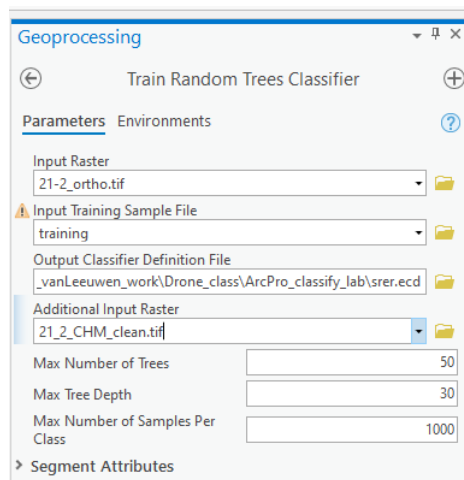 Geoprocessing
Train Random Trees Classifier
Parameters Environments
Input Raster
21-2_ortho.tif
Input Training Sample File
training
Output Classifier Definition File
_vanLeeuwen_work\Drone_class\ArcPro_classify_lab\srer.ecd
Additional Input Raster
21_2_CHM_clean.tif
Max Number of Trees 50
Max Tree Depth 30
Max Number of Samples Per
Class 1000
Segment Attributes